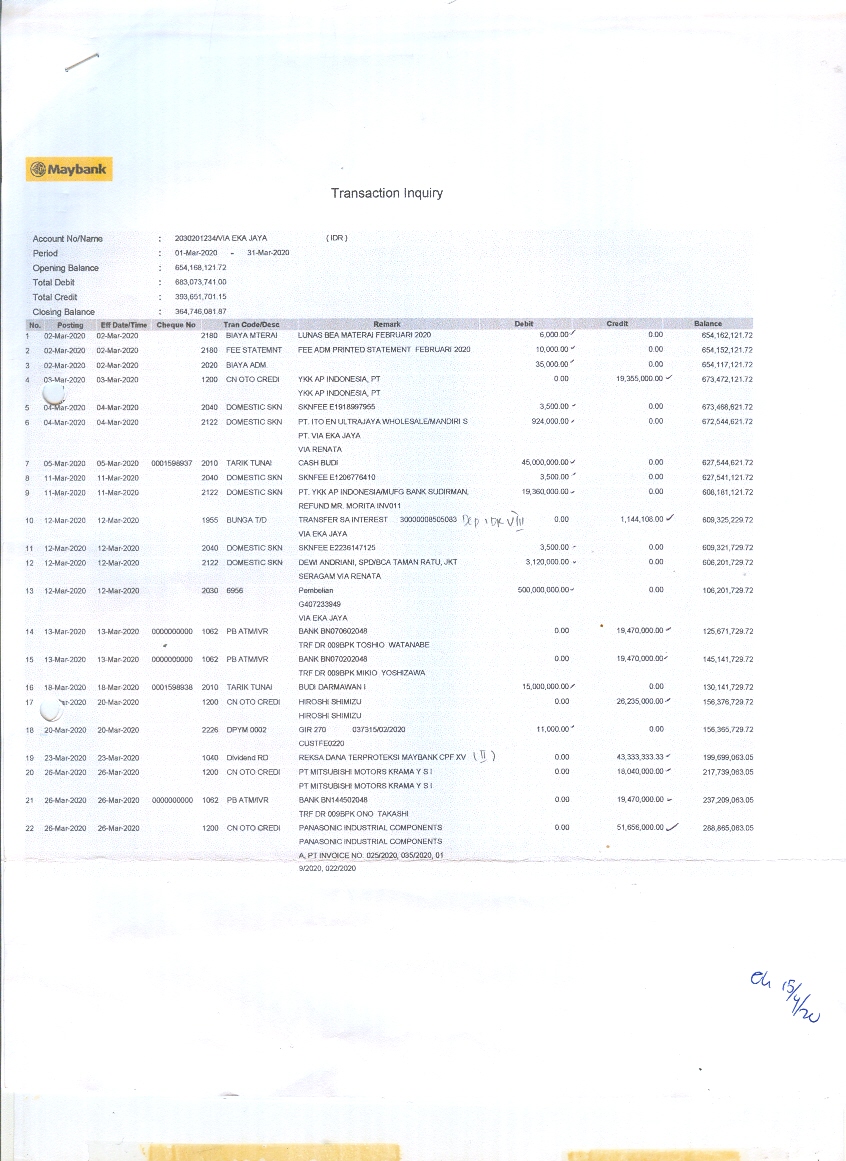 Maybank
Transaction Inquiry
Account No/Name : 2030201234/VIA EKA JAYA ( IDR )
Period : 01-Mar-2020 - 31-Mar-2020
Opening Balance : 654,168,121.72
Total Debit : 683,073,741.00
Total Credit : 393,651,701.15
Closing Balance : 364,746,081.87
No. Posting Eff Date/Time Cheque No Tran Code/Desc Remark Debit Credit Balance
1 02-Mar-2020 02-Mar-2020 2180 BIAYA MTERAI LUNAS BEA MATERAI FEBRUARI 2020 6,000.00 0.00 654,162,121.72
2 02-Mar-2020 02-Mar-2020 2180 FEE STATEMNT FEE ADM PRINTED STATEMENT FEBRUARI 2020 10,000.00 0.00 654,152,121.72
3 02-Mar-2020 02-Mar-2020 2020 BIAYA ADM 35,000.00 0.00 654,117,121.72
4 03-Mar-2020 03-Mar-2020 1200 CN OTO CREDI YKK AP INDONESIA, PT 0.00 19,355,000.00 673,472,121.72
YKK AP INDONESIA, PT
5 04-Mar-2020 04-Mar-2020 2040 DOMESTIC SKN SKNFEE E1918997955 3,500.00 0.00 673,468,621.72
6 04-Mar-2020 04-Mar-2020 2122 DOMESTIC SKN PT. ITO EN ULTRAJAYA WHOLESALE/MANDIRI S 924,000.00 0.00 672,544,621.72
PT. VIA EKA JAYA
VIA RENATA
7 05-Mar-2020 05-Mar-2020 0001598937 2010 TARIK TUNAI CASH BUDI 45,000,000.00 0.00 627,544,621.72
8 11-Mar-2020 11-Mar-2020 2040 DOMESTIC SKN SKNFEE E1206776410 3,500.00 0.00 627,541,121.72
9 11-Mar-2020 11-Mar-2020 2122 DOMESTIC SKN PT. YKK AP INDONESIA/MUFG BANK SUDIRMAN, 19,360,000.00 0.00 608,181,121.72
REFUND MR. MORITA INV011
10 12-Mar-2020 12-Mar-2020 1955 BUNGA T/D TRANSFER SA INTEREST 30000008505083 0.00 1,144,108.00 609,325,229.72
VIA EKA JAYA
11 12-Mar-2020 12-Mar-2020 2040 DOMESTIC SKN SKNFEE E2236147125 3,500.00 0.00 609,321,729.72
12 12-Mar-2020 12-Mar-2020 2122 DOMESTIC SKN DEWI ANDRIANI, SPD/BCA TAMAN RATU, JKT 3,120,000.00 0.00 606,201,729.72
SERAGAM VIA RENATA
13 12-Mar-2020 12-Mar-2020 2030 6956 Pembelian 500,000,000.00 0.00 106,201,729.72
G407233949
VIA EKA JAYA
14 13-Mar-2020 13-Mar-2020 0000000000 1062 PB ATM/IVR BANK BN070602048 0.00 19,470,000.00 125,671,729.72
TRF DR 009BPK TOSHIO WATANABE
15 13-Mar-2020 13-Mar-2020 0000000000 1062 PB ATM/IVR BANK BN070202048 0.00 19,470,000.00 145,141,729.72
TRF DR 009BPK MIKIO YOSHIZAWA
16 18-Mar-2020 18-Mar-2020 0001598938 2010 TARIK TUNAI BUDI DARMAWAN I 15,000,000.00 0.00 130,141,729.72
17 ar-2020 20-Mar-2020 1200 CN OTO CREDI HIROSHI SHIMIZU 0.00 26,235,000.00 156,376,729.72
HIROSHI SHIMIZU
18 20-Mar-2020 20-Mar-2020 2226 DPYM 0002 GIR 270 037315/02/2020 11,000.00 0.00 156,365,729.72
CUSTFE0220
19 23-Mar-2020 23-Mar-2020 1040 Dividend RD REKSA DANA TERPROTEKSI MAYBANK CPF XV ( II ) 0.00 43,333,333.33 199,699,063.05
20 26-Mar-2020 26-Mar-2020 1200 CN OTO CREDI PT MITSUBISHI MOTORS KRAMA Y S I 0.00 18,040,000.00 217,739,063.05
PT MITSUBISHI MOTORS KRAMA Y S I
21 26-Mar-2020 26-Mar-2020 0000000000 1062 PB ATM/IVR BANK BN144502048 0.00 19,470,000.00 237,209,063.05
TRF DR 009BPK ONO TAKASHI
22 26-Mar-2020 26-Mar-2020 1200 CN OTO CREDI PANASONIC INDUSTRIAL COMPONENTS 0.00 51,656,000.00 288,865,063.05
PANASONIC INDUSTRIAL COMPONENTS
A, PT INVOICE NO. 025/2020, 035/2020, 01
9/2020, 022/2020
15/4/20